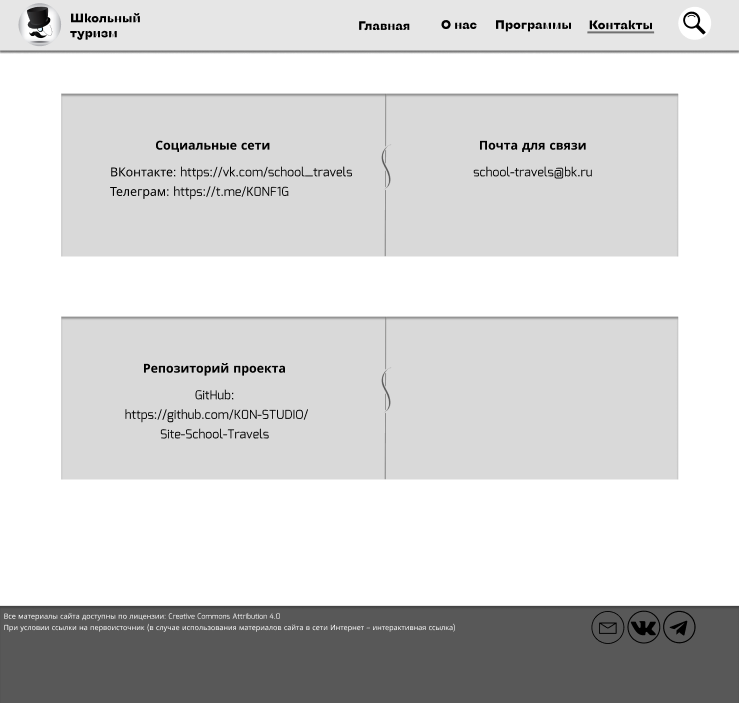 Школьный
туризм
Главная
О нас
Программы
Контакты
Социальные сети
ВКонтакте: https://vk.com/school_travels
Телеграм: https://t.me/K0NF1G
Почта для связи
school-travels@bk.ru
Репозиторий проекта
GitHub:
https://github.com/K0N-STUDIO/
Site-School-Travels
Все материалы сайта доступны по лицензии: Creative Commons Attribution 4.0
При условии ссылки на первоисточник (в случае использования материалов сайта в сети Интернет – интерактивная ссылка)